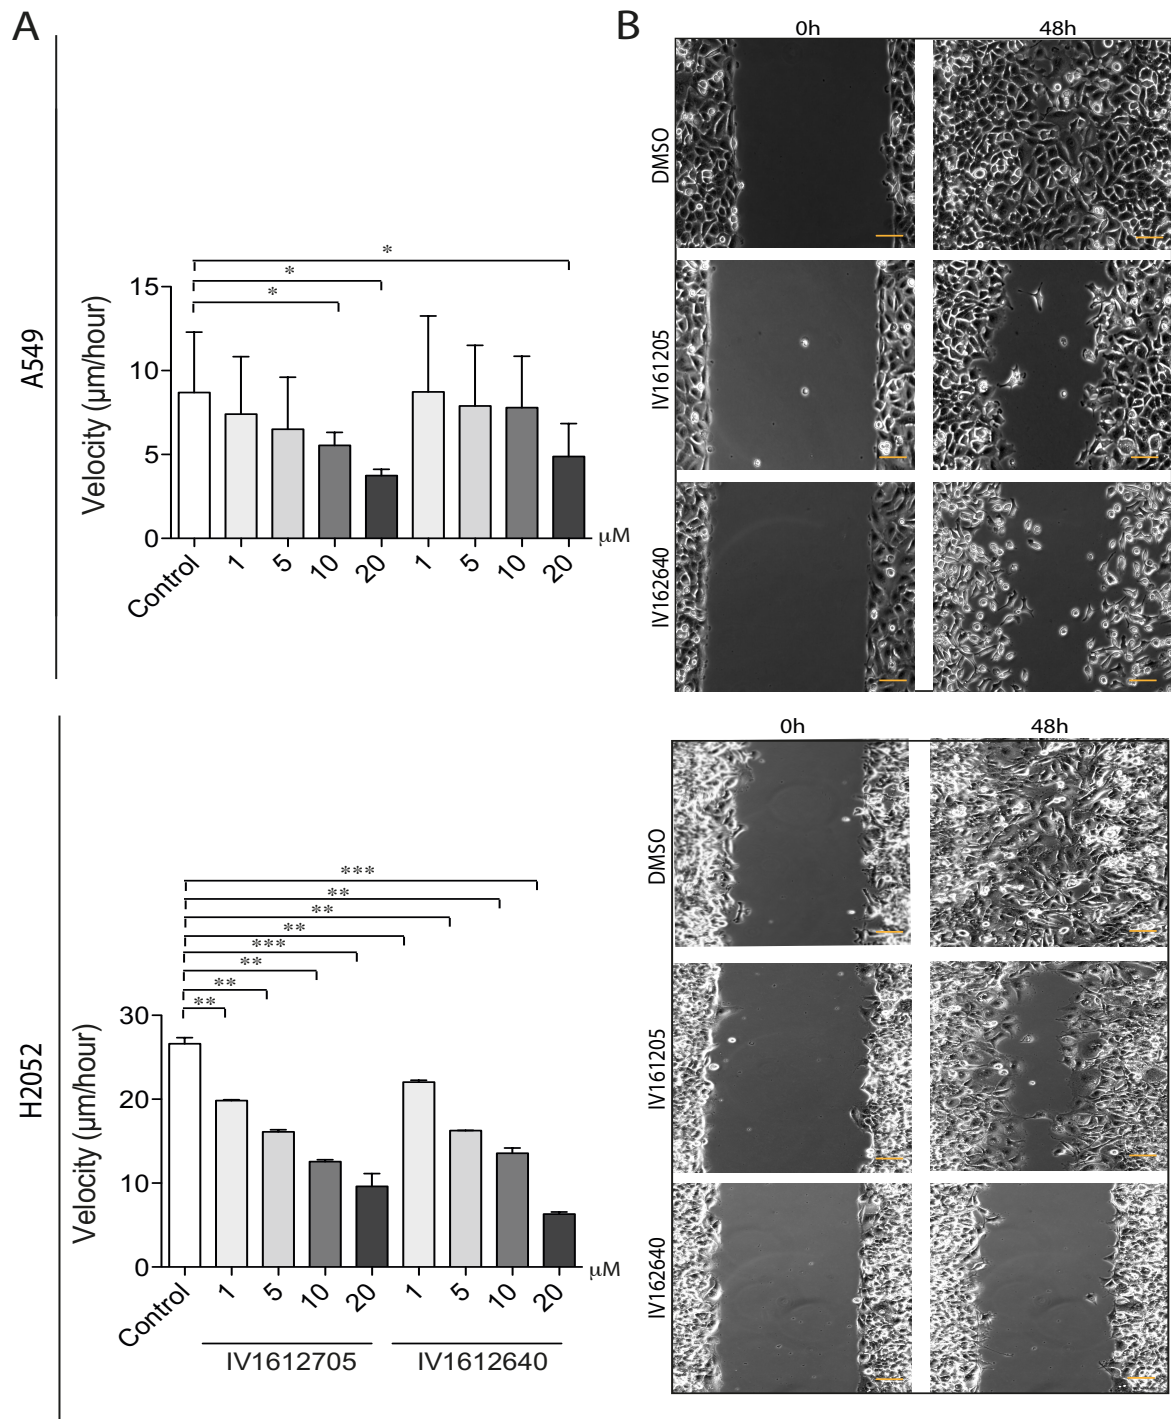 A
A549
Velocity (µm/hour)
*
*
*
15
10
5
0
Control
1
5
10
20
1
5
10
20
µM
B
0h
48h
DMSO
IV161205
IV162640
H2052
Velocity (µm/hour)
***
**
**
**
***
**
**
**
30
20
10
0
Control
1
5
10
20
1
5
10
20
µM
IV1612705
IV1612640
0h
48h
DMSO
IV161205
IV162640